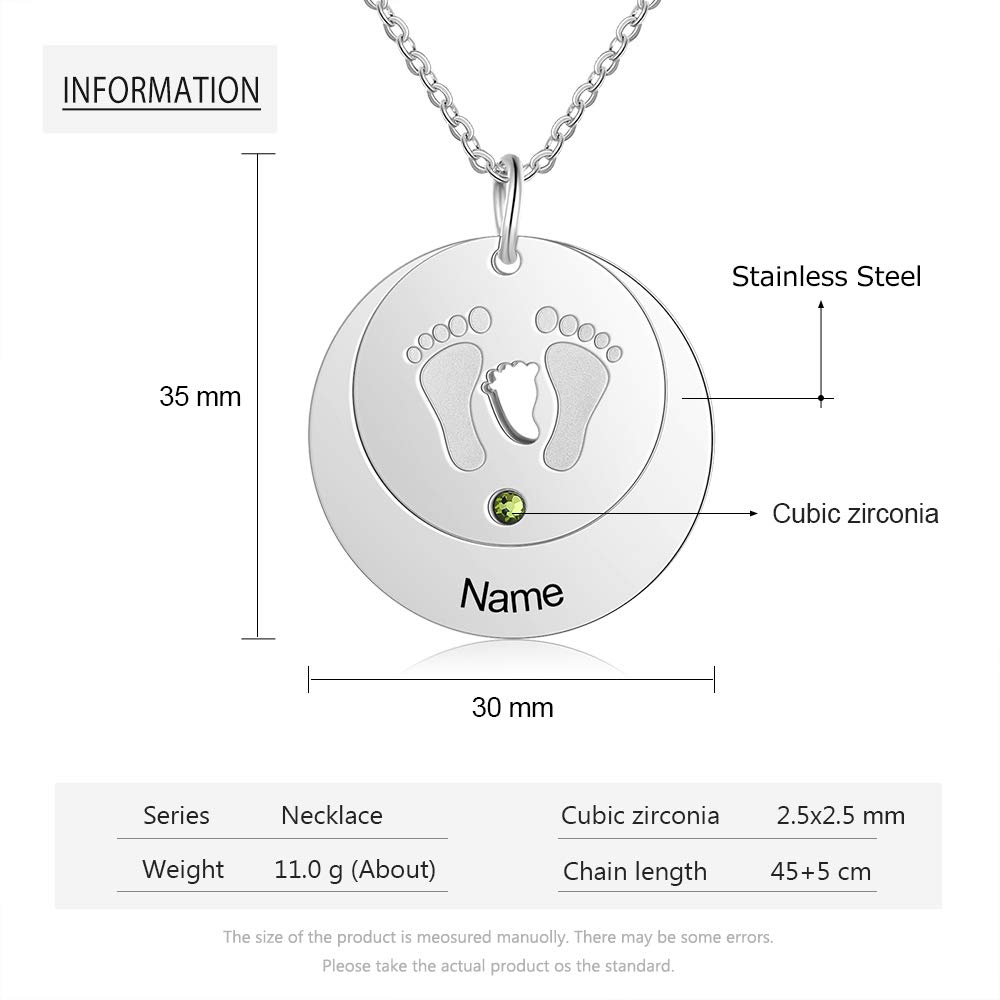 INFORMATION
Stainless Steel
35 mm
Cubic zirconia
Name
30 mm
Series Necklace Cubic zirconia 2.5x2.5 mm
Weight 11.0 g (About) Chain length 45+5 cm
The size of the product is meosured manuolly. There may be some errors.
Pleose take the actual product os the standard.